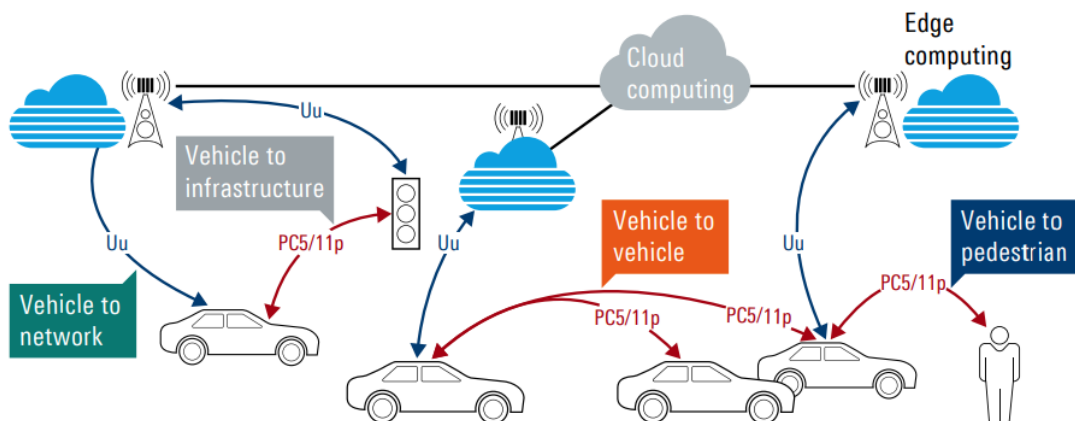 Edge
computing
Cloud
computing
Uu
Vehicle to
infrastructure
Vehicle to
vehicle
Vehicle to
pedestrian
Uu
PC5/11p
Uu
Uu
PC5/11p
Vehicle to
network
PC5/11p
PC5/11p